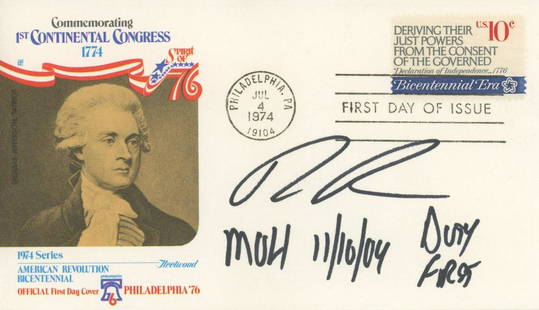 Commemorating
1ST CONTINENTAL CONGRESS
1774
SPIRIT OF
76
DERIVING THEIR
JUST POWERS
FROM THE CONSENT
OF THE GOVERNED
Declaration of Independence...1776
U.S. 10c
Bicentennial Era
PHILADELPHIA, PA
JUL
4
1974
19104
FIRST DAY OF ISSUE
MOH 11/10/04 Duty
First
1974 Series
Fleetwood
AMERICAN REVOLUTION
BICENTENNIAL
OFFICIAL First Day Cover
76
PHILADELPHIA '76